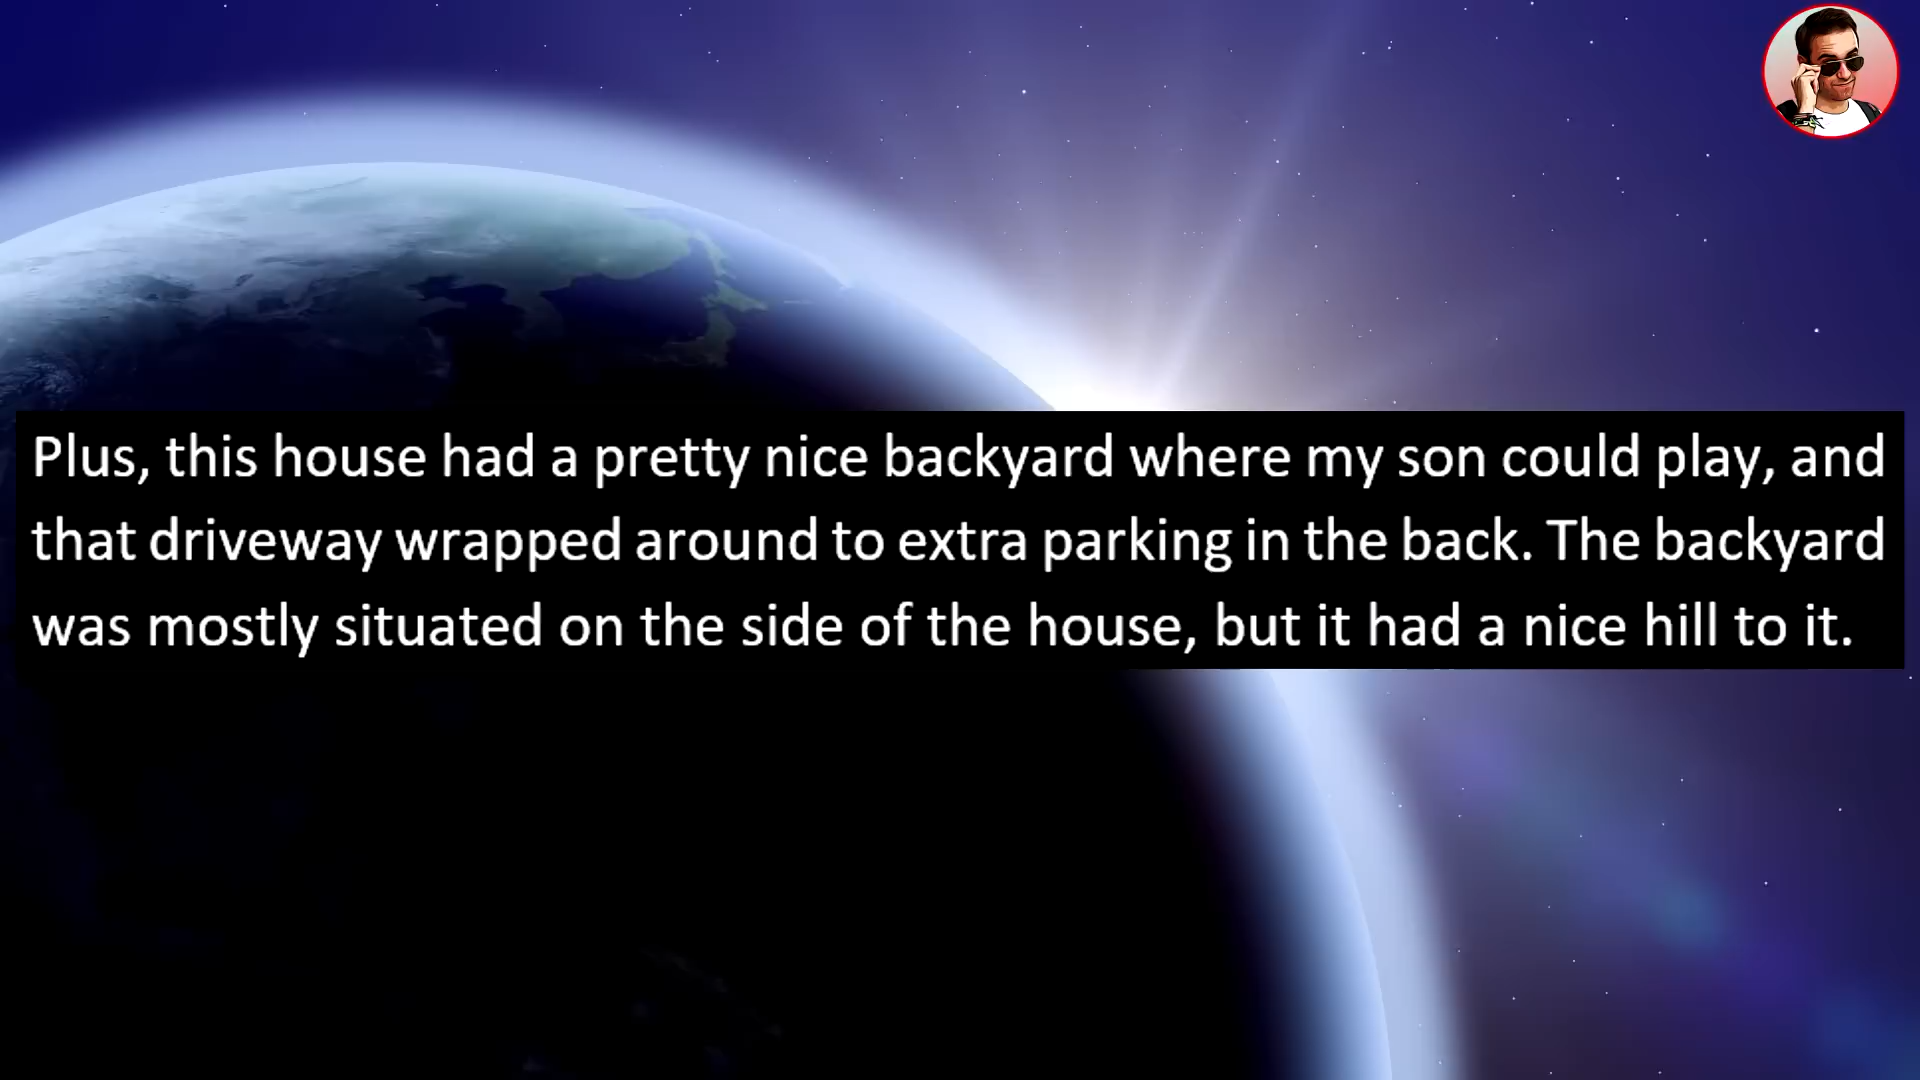 Plus, this house had a pretty nice backyard where my son could play, and
that driveway wrapped around to extra parking in the back. The backyard
was mostly situated on the side of the house, but it had a nice hill to it.